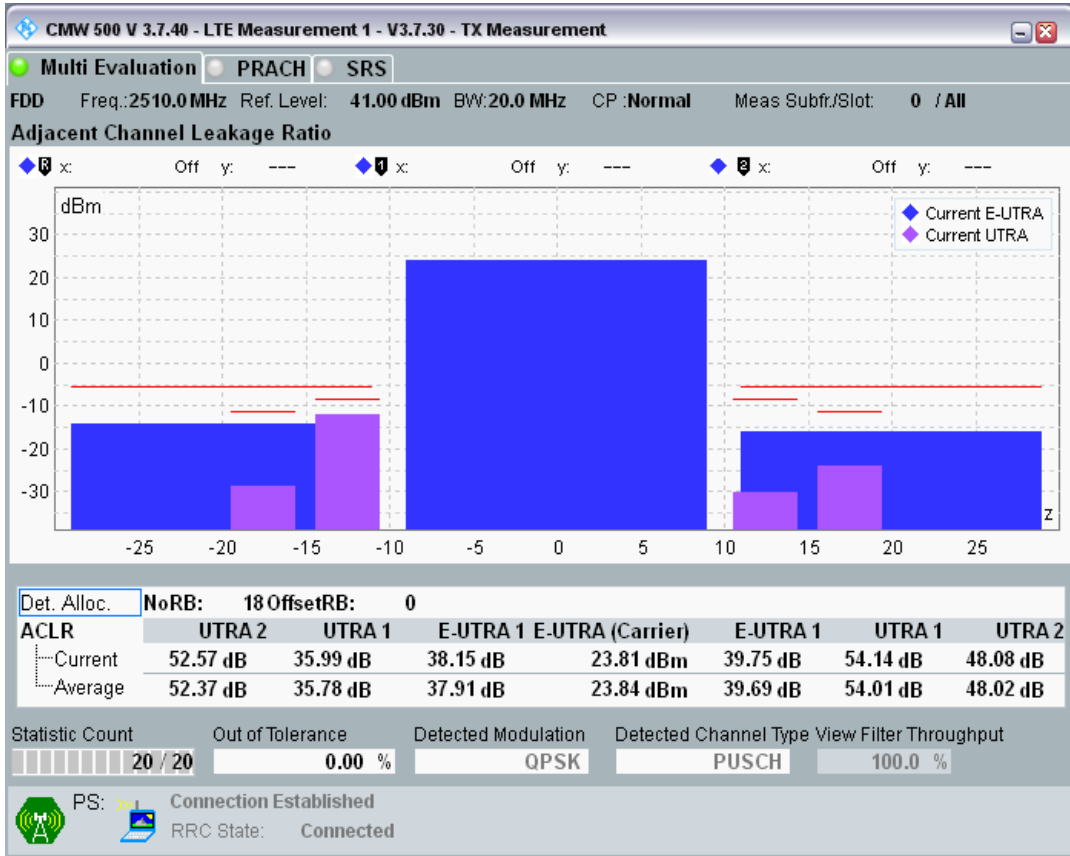 CMW 500 V 3.7.40 - LTE Measurement 1 - V3.7.30 - TX Measurement
Multi Evaluation PRACH SRS
FDD Freq.:2510.0 MHz Ref. Level: 41.00 dBm BW:20.0 MHz CP :Normal Meas Subfr./Slot: 0 / All
Adjacent Channel Leakage Ratio
R x: Off y: --- 1 x: Off y: --- 2 x: Off y: ---
dBm
Current E-UTRA
Current UTRA
30
20
10
0
-10
-20
-30
z
-25 -20 -15 -10 -5 0 5 10 15 20 25
Det. Alloc. NoRB: 18 OffsetRB: 0
ACLR UTRA 2 UTRA 1 E-UTRA 1 E-UTRA (Carrier) E-UTRA 1 UTRA 1 UTRA 2
Current 52.57 dB 35.99 dB 38.15 dB 23.81 dBm 39.75 dB 54.14 dB 48.08 dB
Average 52.37 dB 35.78 dB 37.91 dB 23.84 dBm 39.69 dB 54.01 dB 48.02 dB
Statistic Count Out of Tolerance Detected Modulation Detected Channel Type View Filter Throughput
20 / 20 0.00 % QPSK PUSCH 100.0 %
PS: Connection Established
RRC State: Connected